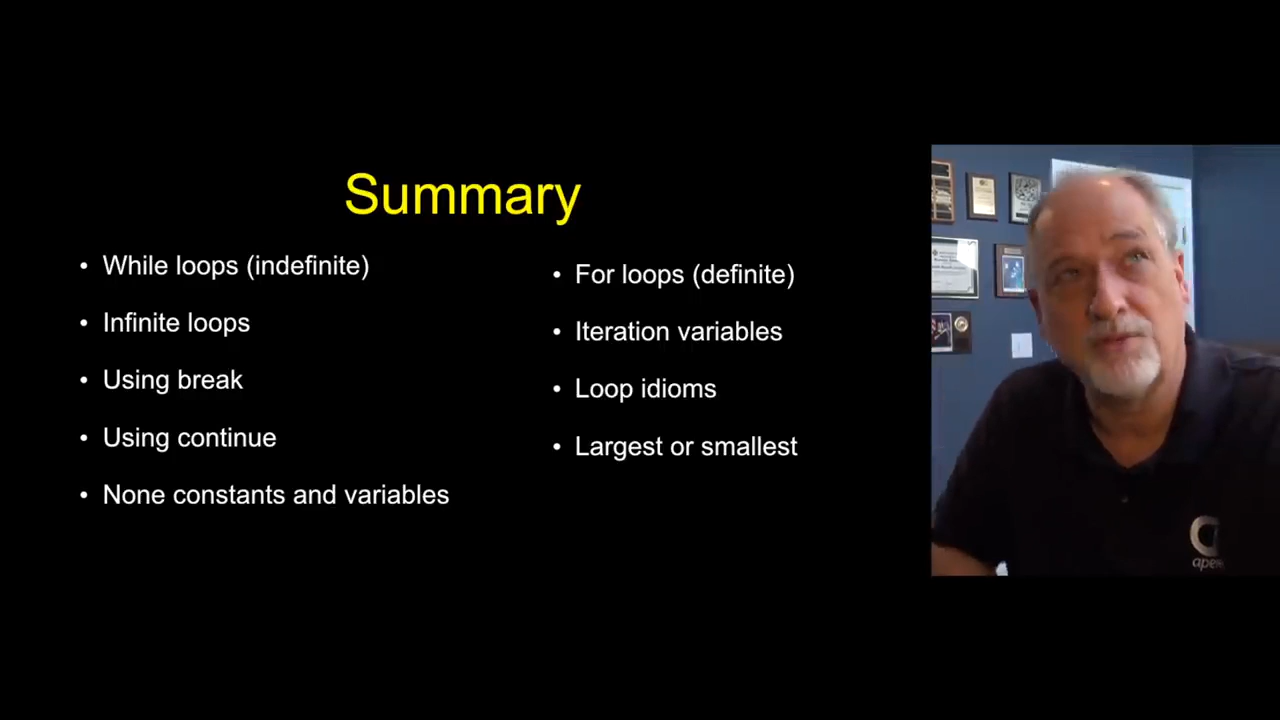 Summary
• While loops (indefinite)
• Infinite loops
• Using break
• Using continue
• None constants and variables
• For loops (definite)
• Iteration variables
• Loop idioms
• Largest or smallest